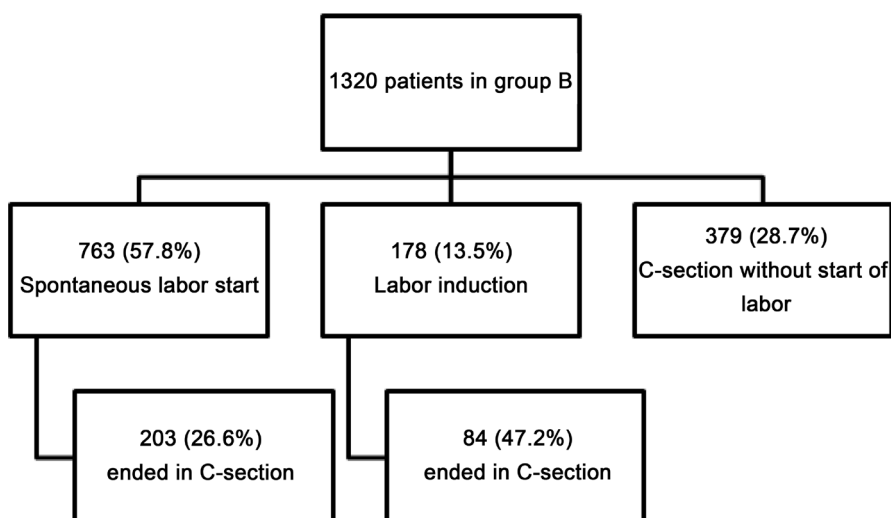 1320 patients in group B
763 (57.8%)
Spontaneous labor start
178 (13.5%)
Labor induction
379 (28.7%)
C-section without start of
labor
203 (26.6%)
ended in C-section
84 (47.2%)
ended in C-section